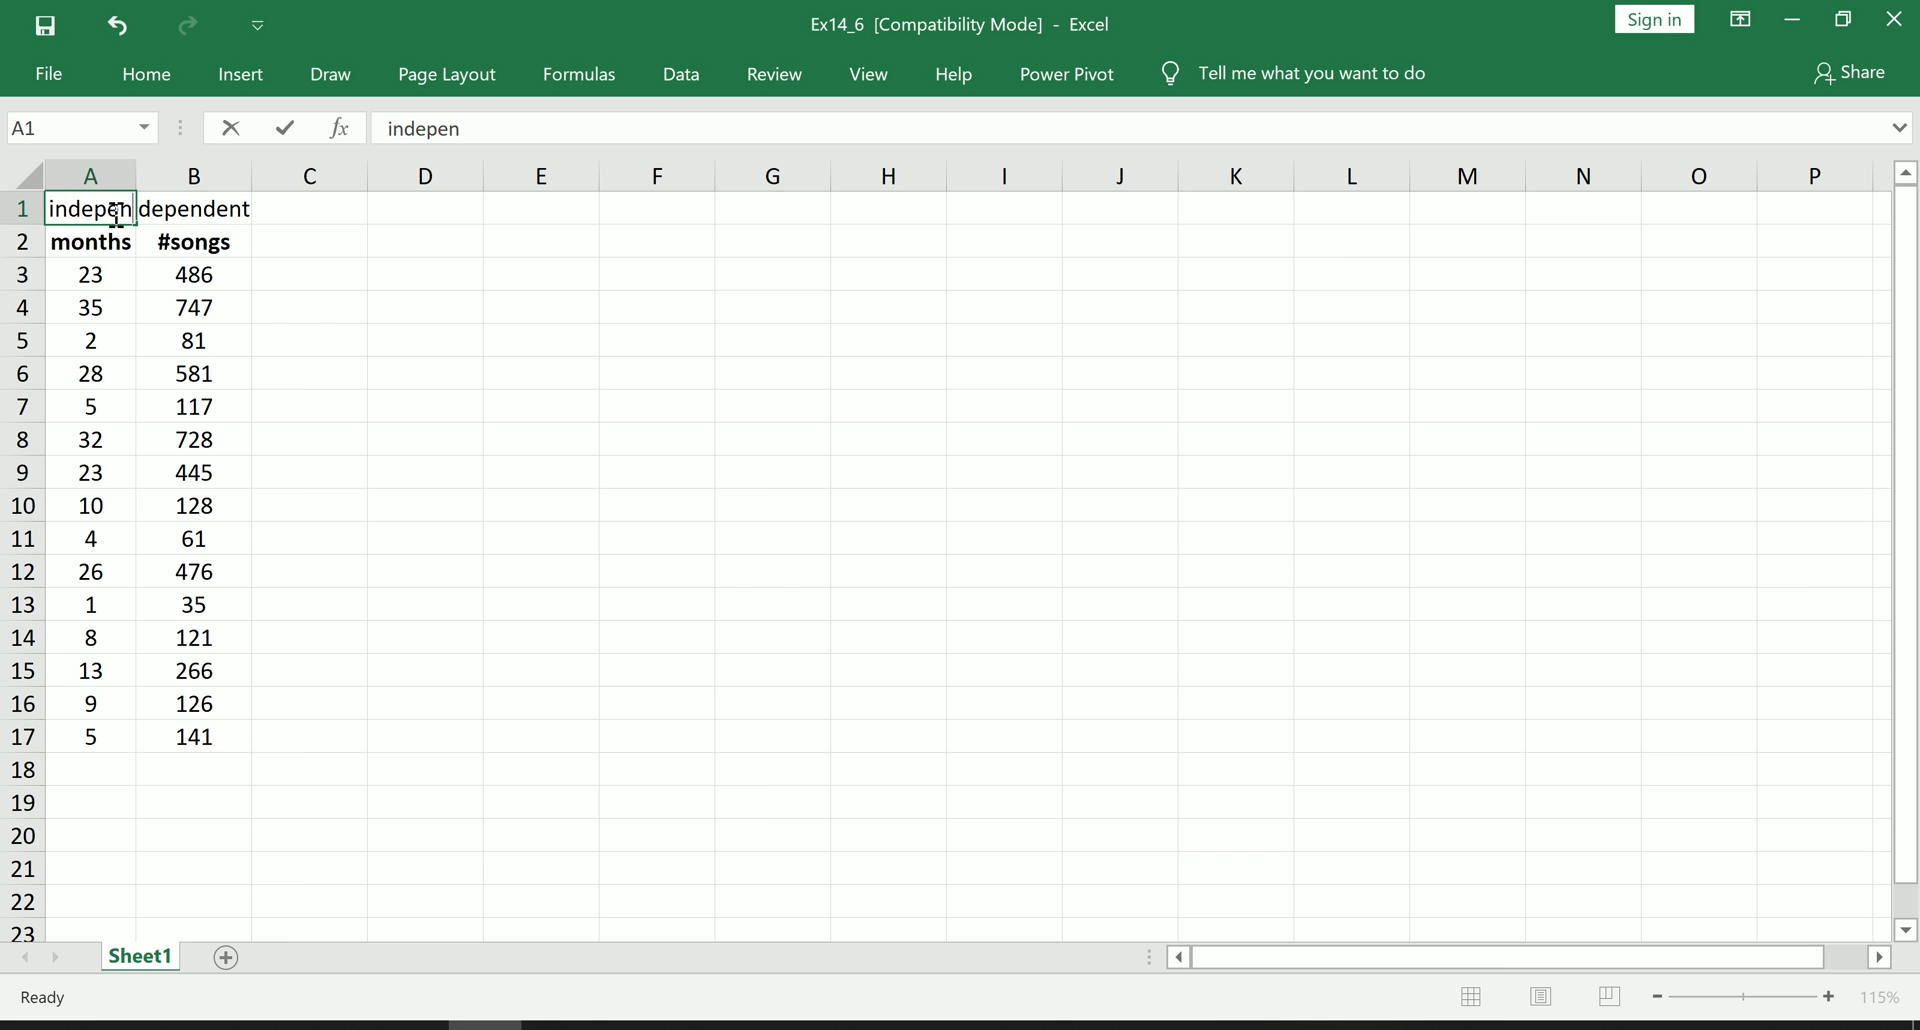 Ex14_6 [Compatibility Mode] - Excel
Sign in
File Home Insert Draw Page Layout Formulas Data Review View Help Power Pivot Tell me what you want to do Share
A1 fx indepen
A B C D E F G H I J K L M N O P
1 indepen dependent
2 months #songs
3 23 486
4 35 747
5 2 81
6 28 581
7 5 117
8 32 728
9 23 445
10 10 128
11 4 61
12 26 476
13 1 35
14 8 121
15 13 266
16 9 126
17 5 141
18
19
20
21
22
23
Sheet1
Ready 115%